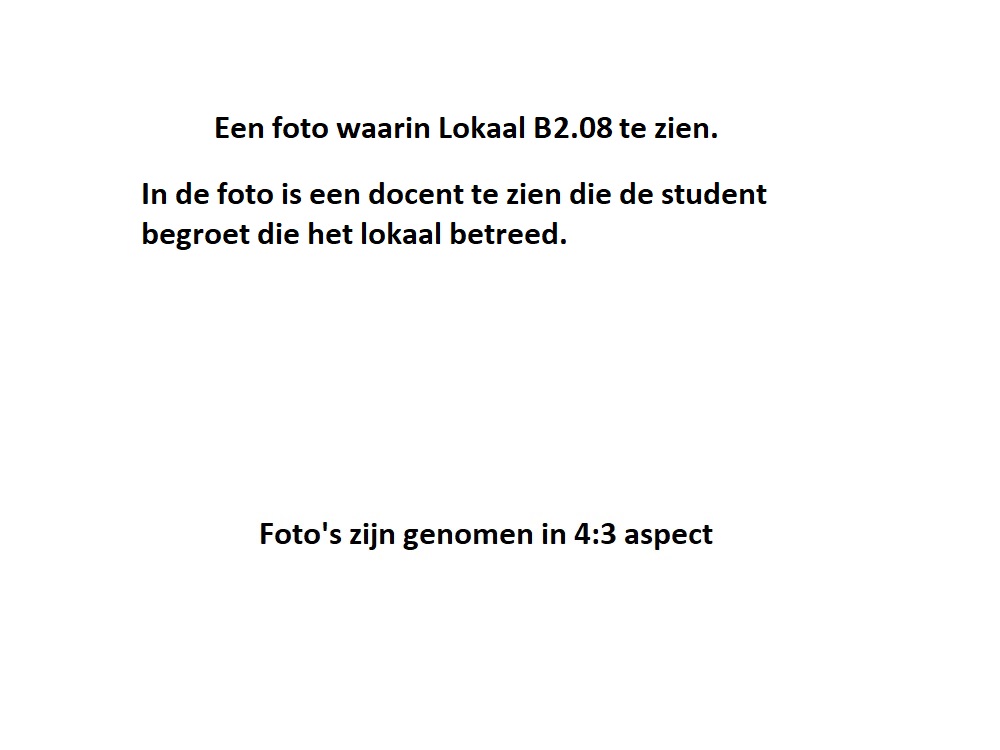 Een foto waarin Lokaal B2.08 te zien.
In de foto is een docent te zien die de student
begroet die het lokaal betreed.
Foto's zijn genomen in 4:3 aspect